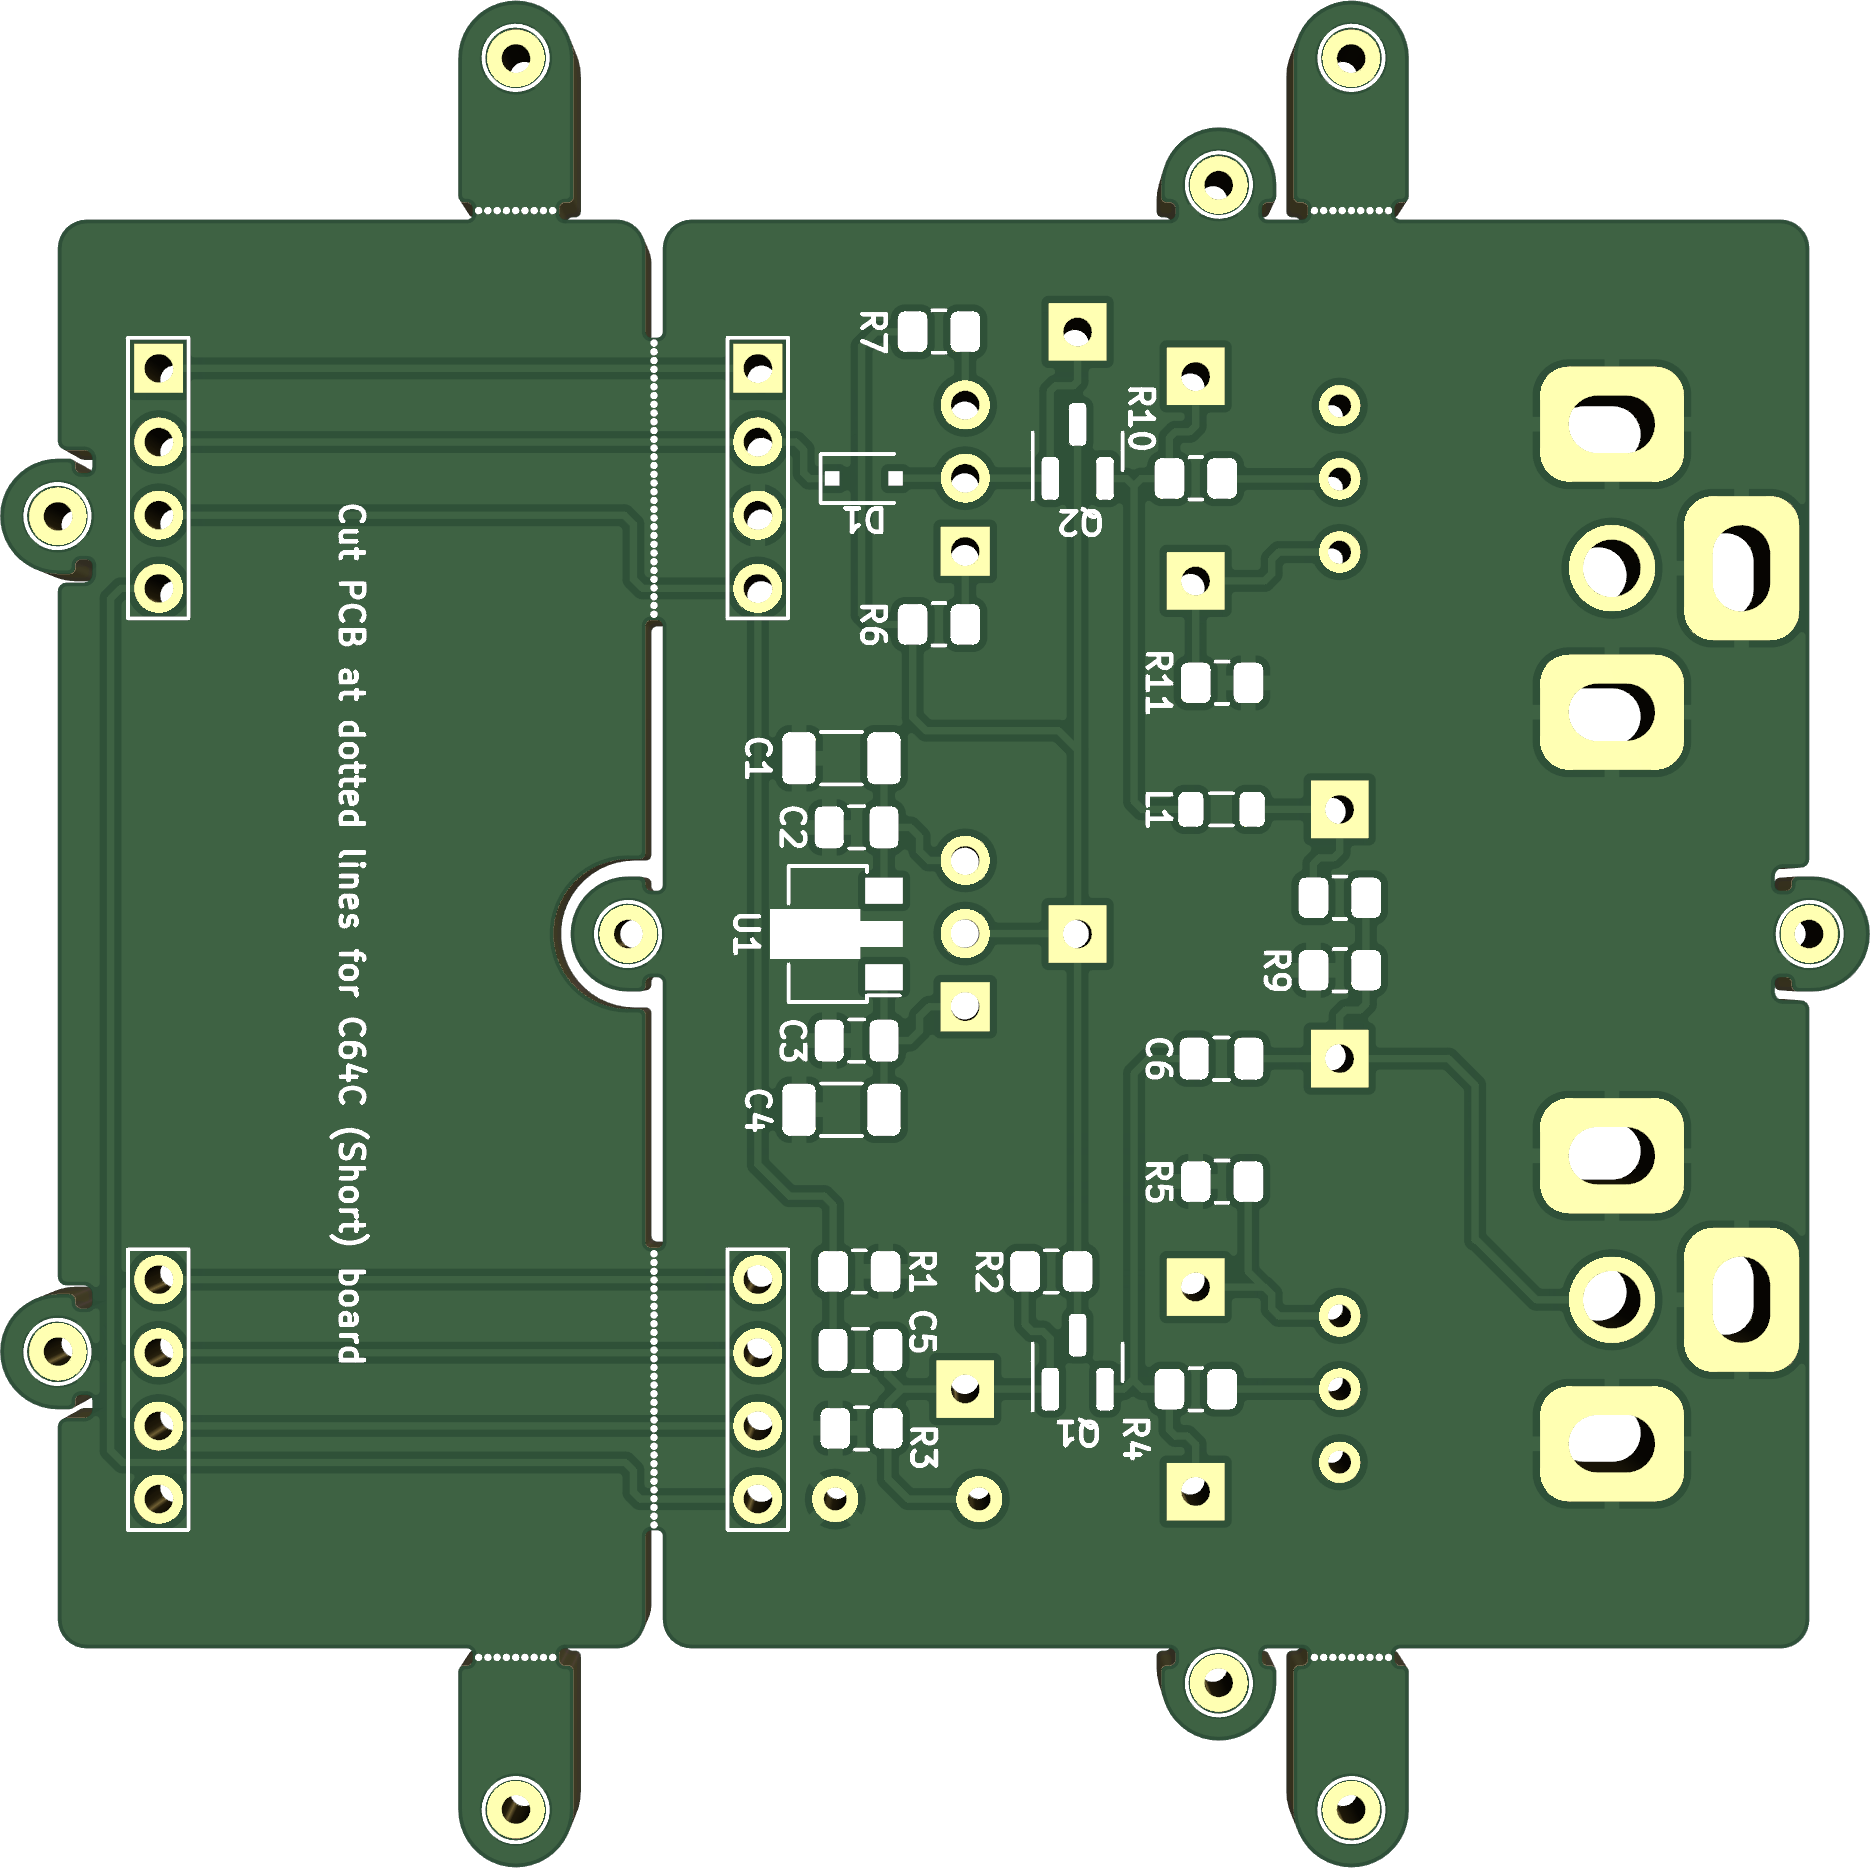 Cut PCB at dotted lines for C64C (Short) board
R7
R10
D1
Q2
R6
R11
C1
L1
C2
U1
R9
C3
C6
C4
R5
R1
R2
C5
Q1
R4
R3